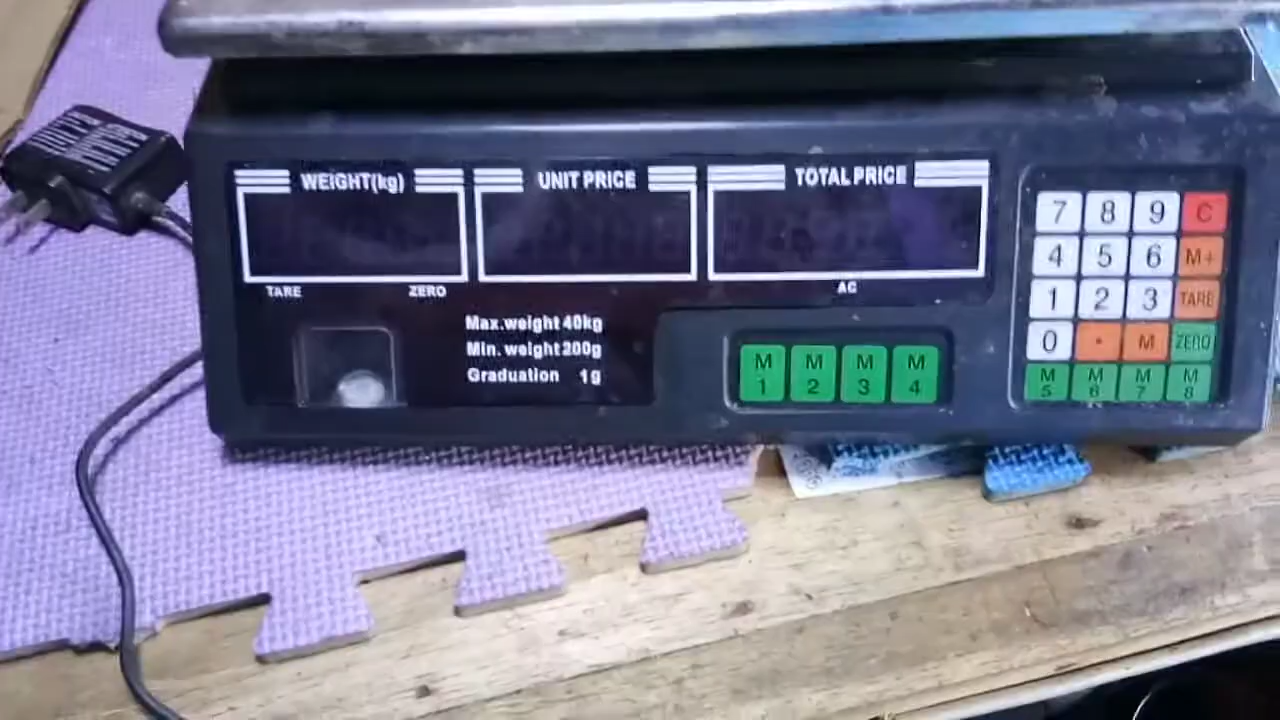 WEIGHT(kg) UNIT PRICE TOTAL PRICE
TARE ZERO AC
Max.weight 40kg
Min. weight 200g
Graduation 1g
M 1 M 2 M 3 M 4
7 8 9 C
4 5 6 M+
1 2 3 TARE
0 . M ZERO
M 5 M 6 M 7 M 8